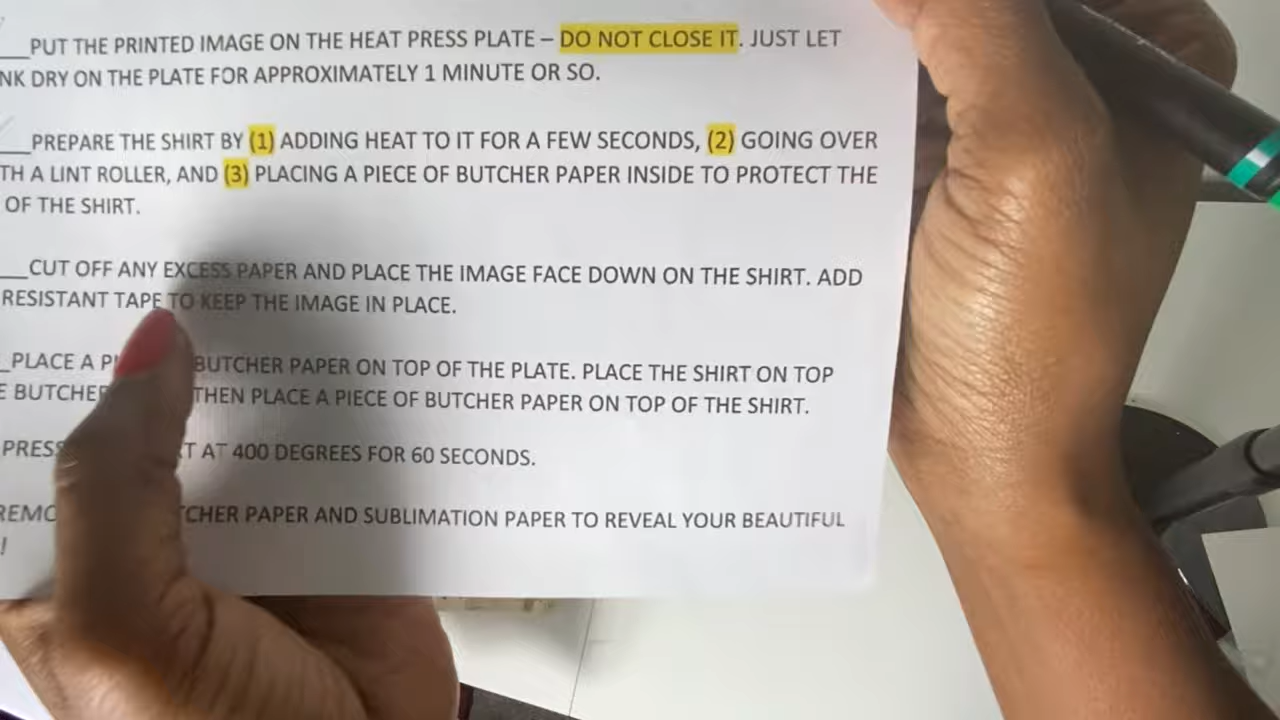 PUT THE PRINTED IMAGE ON THE HEAT PRESS PLATE – DO NOT CLOSE IT. JUST LET
NK DRY ON THE PLATE FOR APPROXIMATELY 1 MINUTE OR SO.
PREPARE THE SHIRT BY (1) ADDING HEAT TO IT FOR A FEW SECONDS, (2) GOING OVER
TH A LINT ROLLER, AND (3) PLACING A PIECE OF BUTCHER PAPER INSIDE TO PROTECT THE
OF THE SHIRT.
CUT OFF ANY EXCESS PAPER AND PLACE THE IMAGE FACE DOWN ON THE SHIRT. ADD
RESISTANT TAPE TO KEEP THE IMAGE IN PLACE.
PLACE A BUTCHER PAPER ON TOP OF THE PLATE. PLACE THE SHIRT ON TOP
E BUTCHER THEN PLACE A PIECE OF BUTCHER PAPER ON TOP OF THE SHIRT.
PRESS AT 400 DEGREES FOR 60 SECONDS.
PAPER AND SUBLIMATION PAPER TO REVEAL YOUR BEAUTIFUL
!